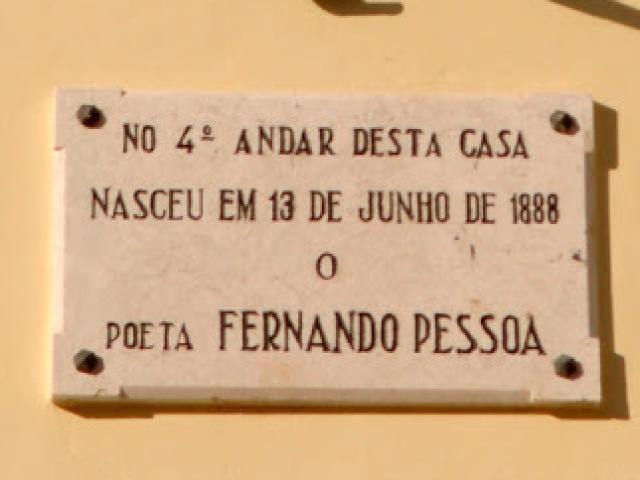 NO 4º ANDAR DESTA CASA
NASCEU EM 13 DE JUNHO DE 1888
O
POETA FERNANDO PESSOA